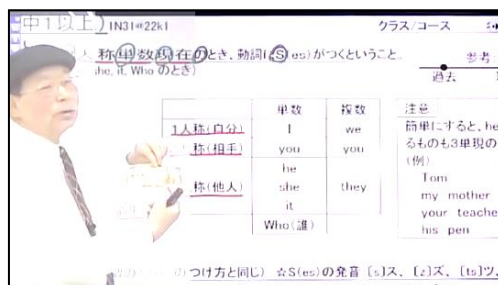 中1以上) 1N31@22k1
クラス/コース
人称単数現在のとき、動詞にS(es)がつくということ。
参考
she, it, Who のとき)
過去
単数 複数
1人称(自分) I we
称(相手) you you
he
称(他人) she they
it
Who(誰)
注意
簡単にすると、he
るものも3単現の
(例)
Tom
my mother
your teache
his pen
つけ方と同じ) ☆S(es)の発音 [s]ス、[z]ズ、[ts]ツ、